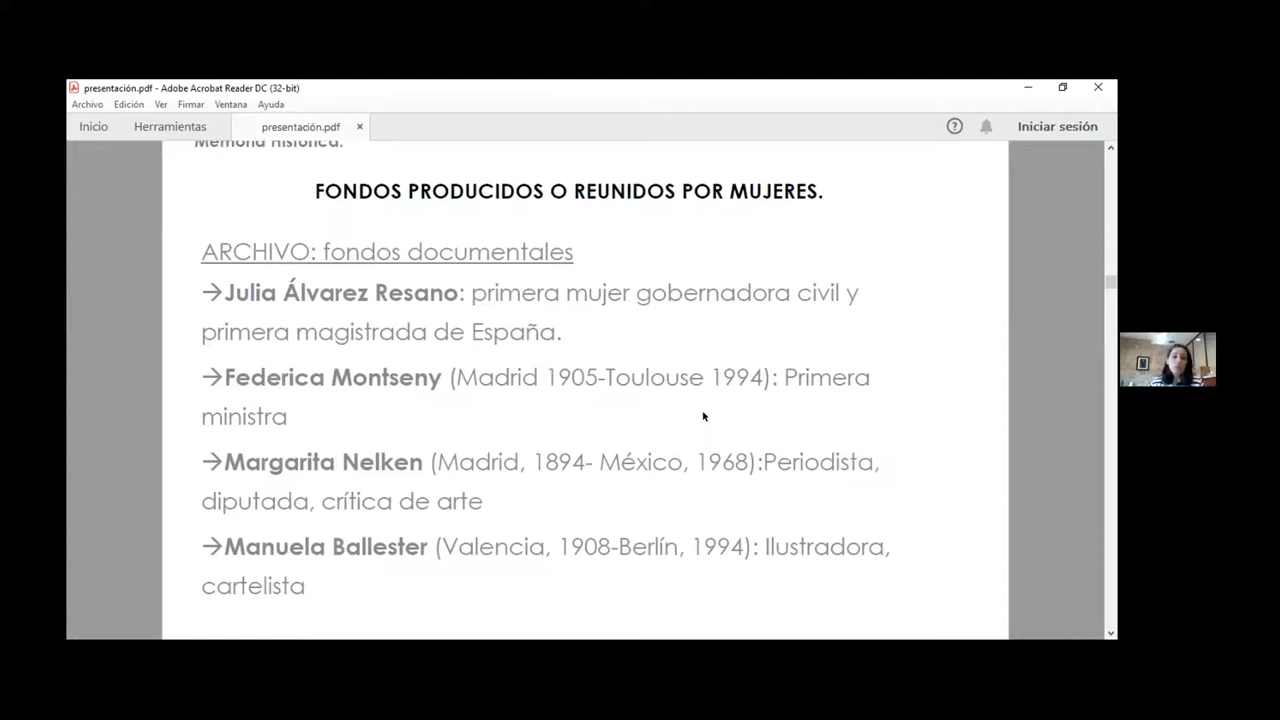 presentación.pdf - Adobe Acrobat Reader DC (32-bit)
Archivo Edición Ver Firmar Ventana Ayuda
Inicio Herramientas presentación.pdf × Iniciar sesión
Memoria Histórica.
FONDOS PRODUCIDOS O REUNIDOS POR MUJERES.
ARCHIVO: fondos documentales
→Julia Álvarez Resano: primera mujer gobernadora civil y
primera magistrada de España.
→Federica Montseny (Madrid 1905-Toulouse 1994): Primera
ministra
→Margarita Nelken (Madrid, 1894- México, 1968):Periodista,
diputada, crítica de arte
→Manuela Ballester (Valencia, 1908-Berlín, 1994): Ilustradora,
cartelista